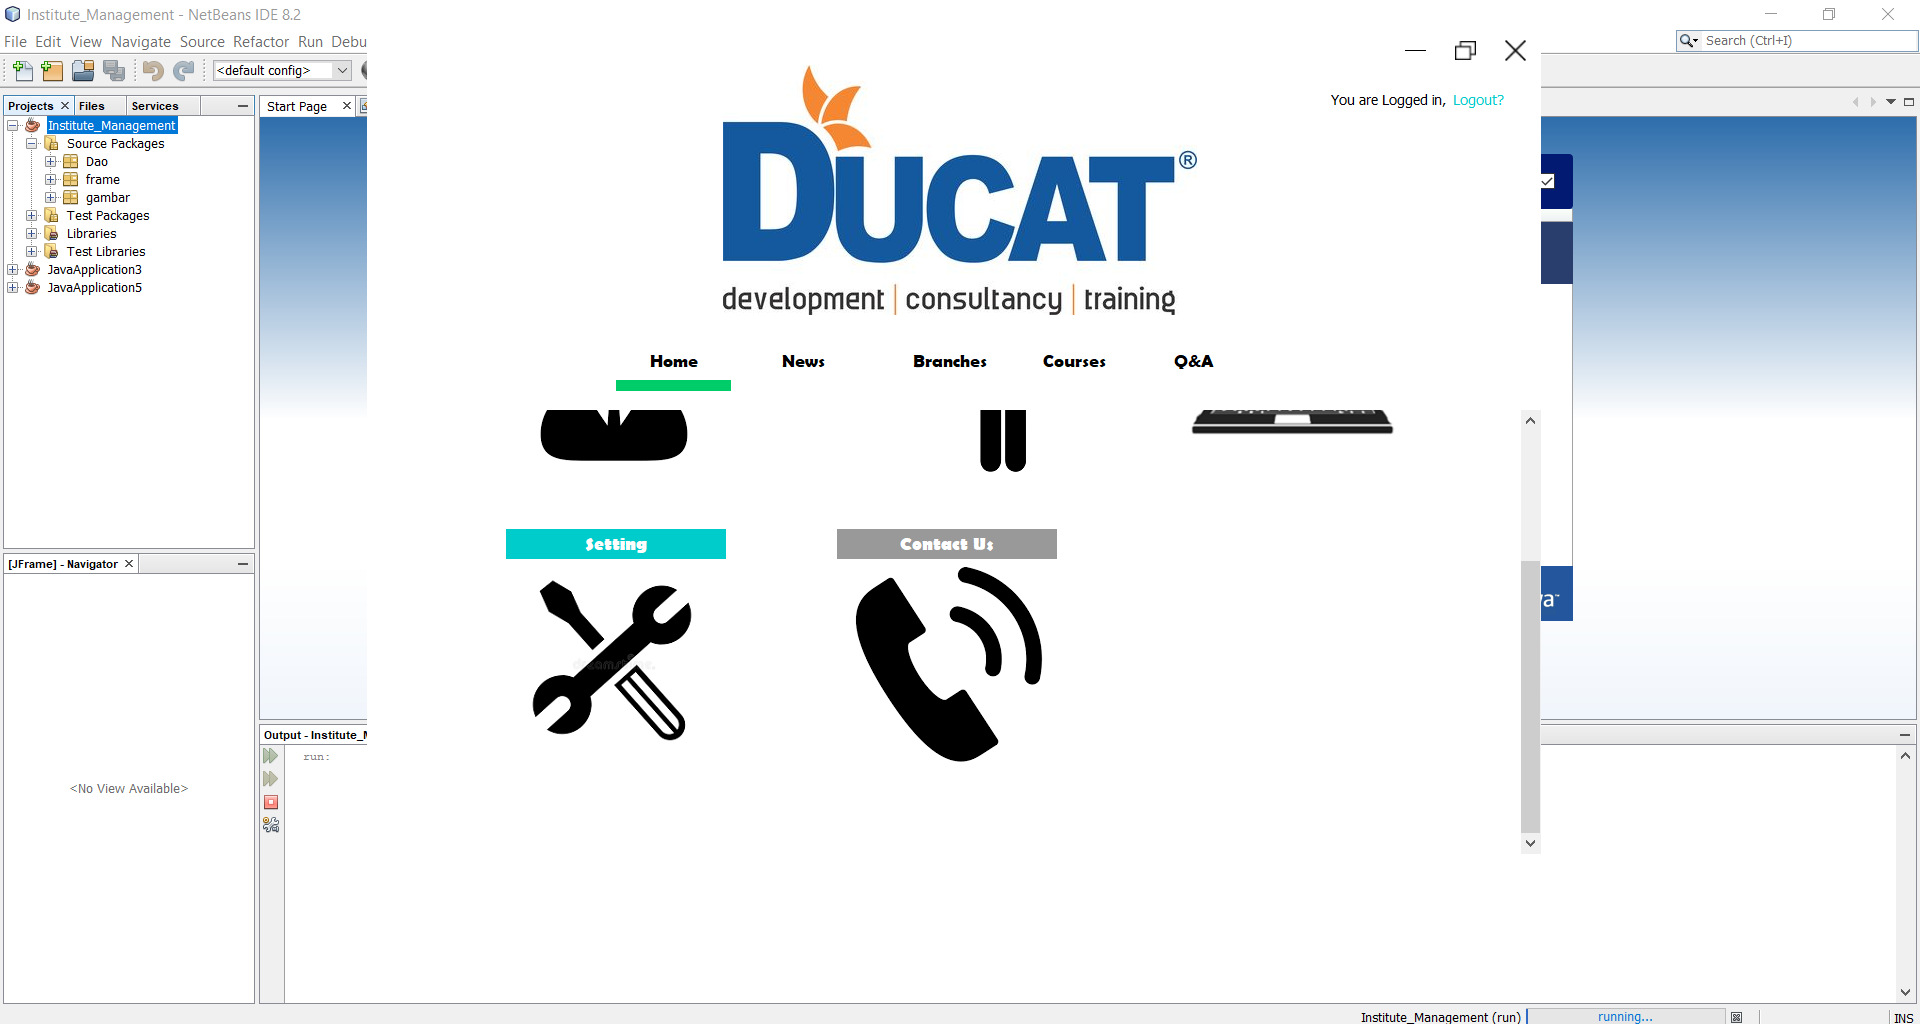 Institute_Management - NetBeans IDE 8.2
File Edit View Navigate Source Refactor Run Debu
Search (Ctrl+I)
<default config>
Projects Files Services
Start Page
Institute_Management
Source Packages
Dao
frame
gambar
Test Packages
Libraries
Test Libraries
JavaApplication3
JavaApplication5
[JFrame] - Navigator
<No View Available>
You are Logged in, Logout?
DUCAT®
development | consultancy | training
Home News Branches Courses Q&A
Setting
Contact Us
va™
Output - Institute_M
run:
Institute_Management (run) running...
INS